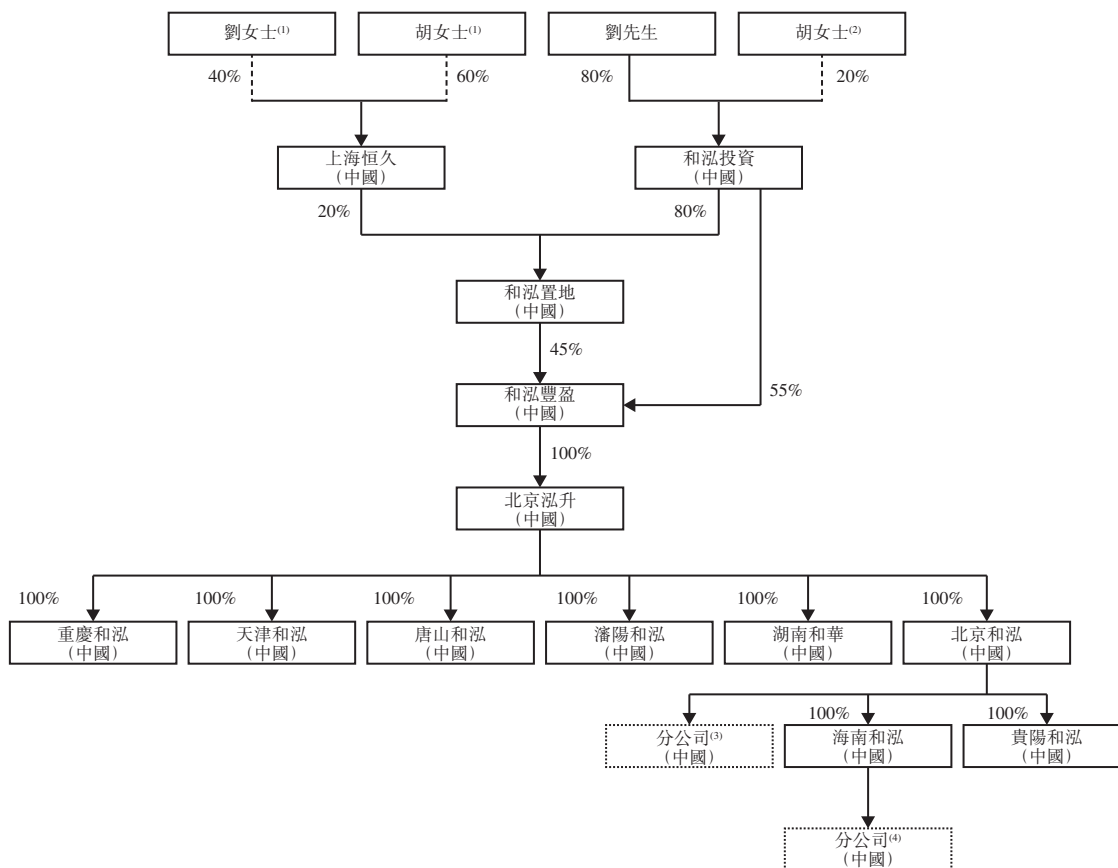 劉女士(1)
胡女士(1)
劉先生
胡女士(2)
40%
60%
80%
20%
上海恒久
(中國)
和泓投資
(中國)
20%
80%
和泓置地
(中國)
45%
和泓豐盈
(中國)
55%
100%
北京泓升
(中國)
100%
100%
100%
100%
100%
100%
重慶和泓
(中國)
天津和泓
(中國)
唐山和泓
(中國)
瀋陽和泓
(中國)
湖南和華
(中國)
北京和泓
(中國)
100%
100%
分公司(3)
(中國)
海南和泓
(中國)
貴陽和泓
(中國)
分公司(4)
(中國)